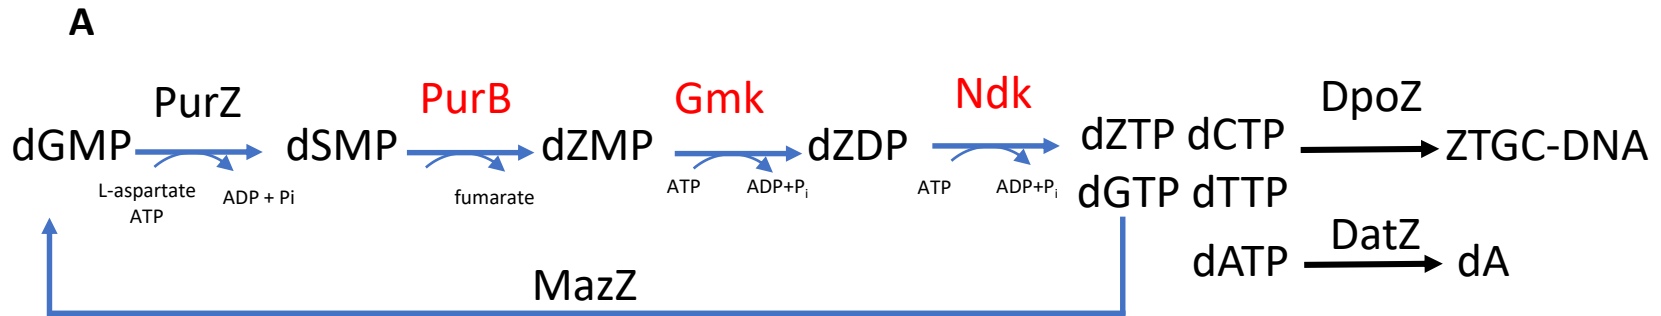 A
PurZ PurB Gmk Ndk DpoZ
dGMP dSMP dZMP dZDP dZTP dCTP ZTGC-DNA
L-aspartate
ATP
ADP + Pi
fumarate
ATP ADP+Pi
ATP ADP+Pi
dGTP dTTP
DatZ
dATP dA
MazZ